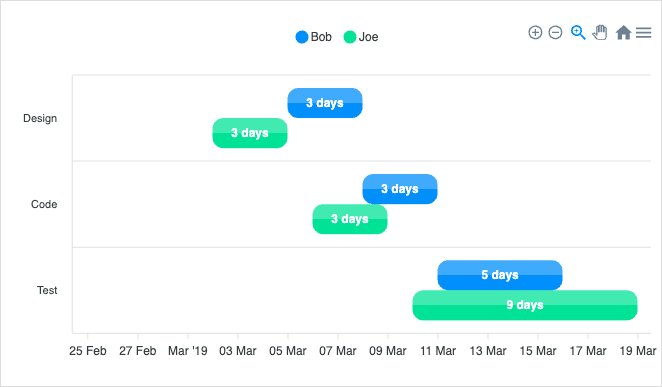 Bob Joe
Design
3 days
3 days
Code
3 days
3 days
Test
5 days
9 days
25 Feb 27 Feb Mar '19 03 Mar 05 Mar 07 Mar 09 Mar 11 Mar 13 Mar 15 Mar 17 Mar 19 Mar